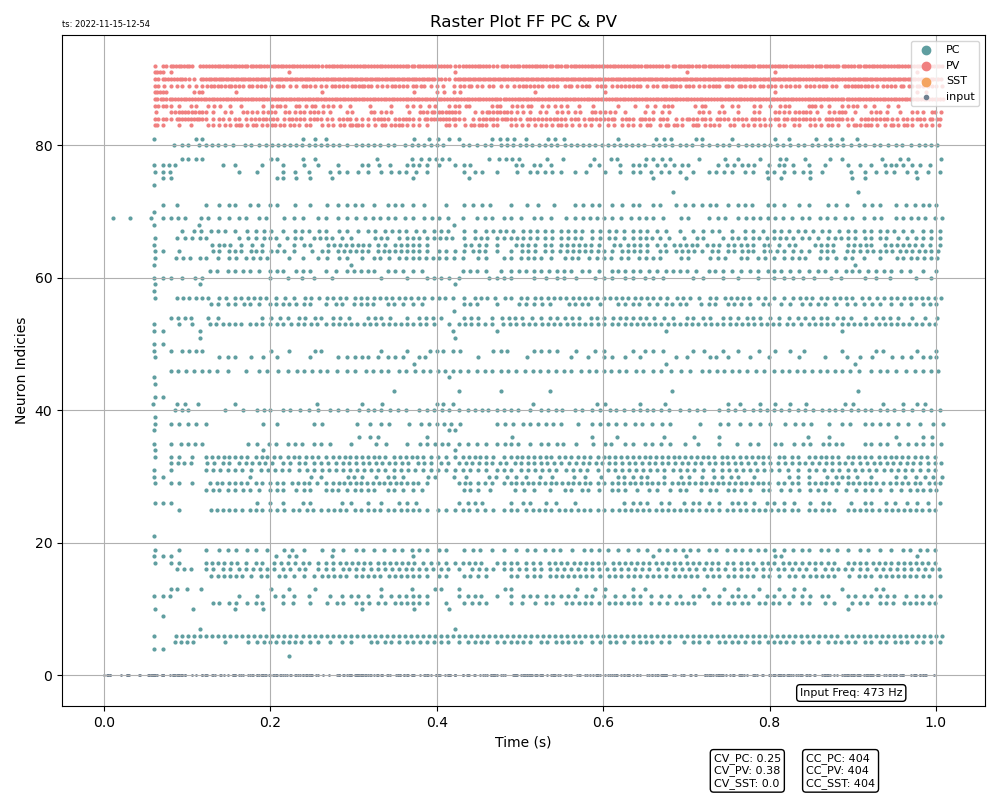 ts: 2022-11-15-12-54
Raster Plot FF PC & PV
PC
PV
SST
input
Neuron Indicies
80
60
40
20
0
Input Freq: 473 Hz
0.0 0.2 0.4 0.6 0.8 1.0
Time (s)
CV_PC: 0.25
CV_PV: 0.38
CV_SST: 0.0
CC_PC: 404
CC_PV: 404
CC_SST: 404